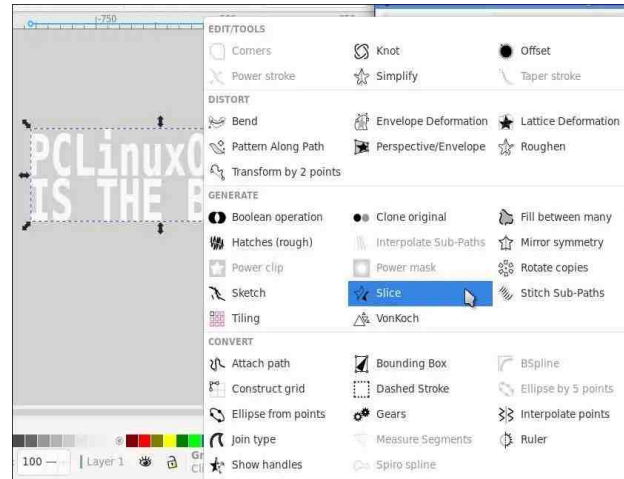 -750
EDIT/TOOLS
Corners Knot Offset
Power stroke Simplify Taper stroke
DISTORT
Bend Envelope Deformation Lattice Deformation
Pattern Along Path Perspective/Envelope Roughen
Transform by 2 points
PCLinuxO
IS THE B
GENERATE
Boolean operation Clone original Fill between many
Hatches (rough) Interpolate Sub-Paths Mirror symmetry
Power clip Power mask Rotate copies
Sketch Slice Stitch Sub-Paths
Tiling VonKoch
CONVERT
Attach path Bounding Box BSpline
Construct grid Dashed Stroke Ellipse by 5 points
Ellipse from points Gears Interpolate points
Join type Measure Segments Ruler
Show handles Spiro spline
100 Layer 1